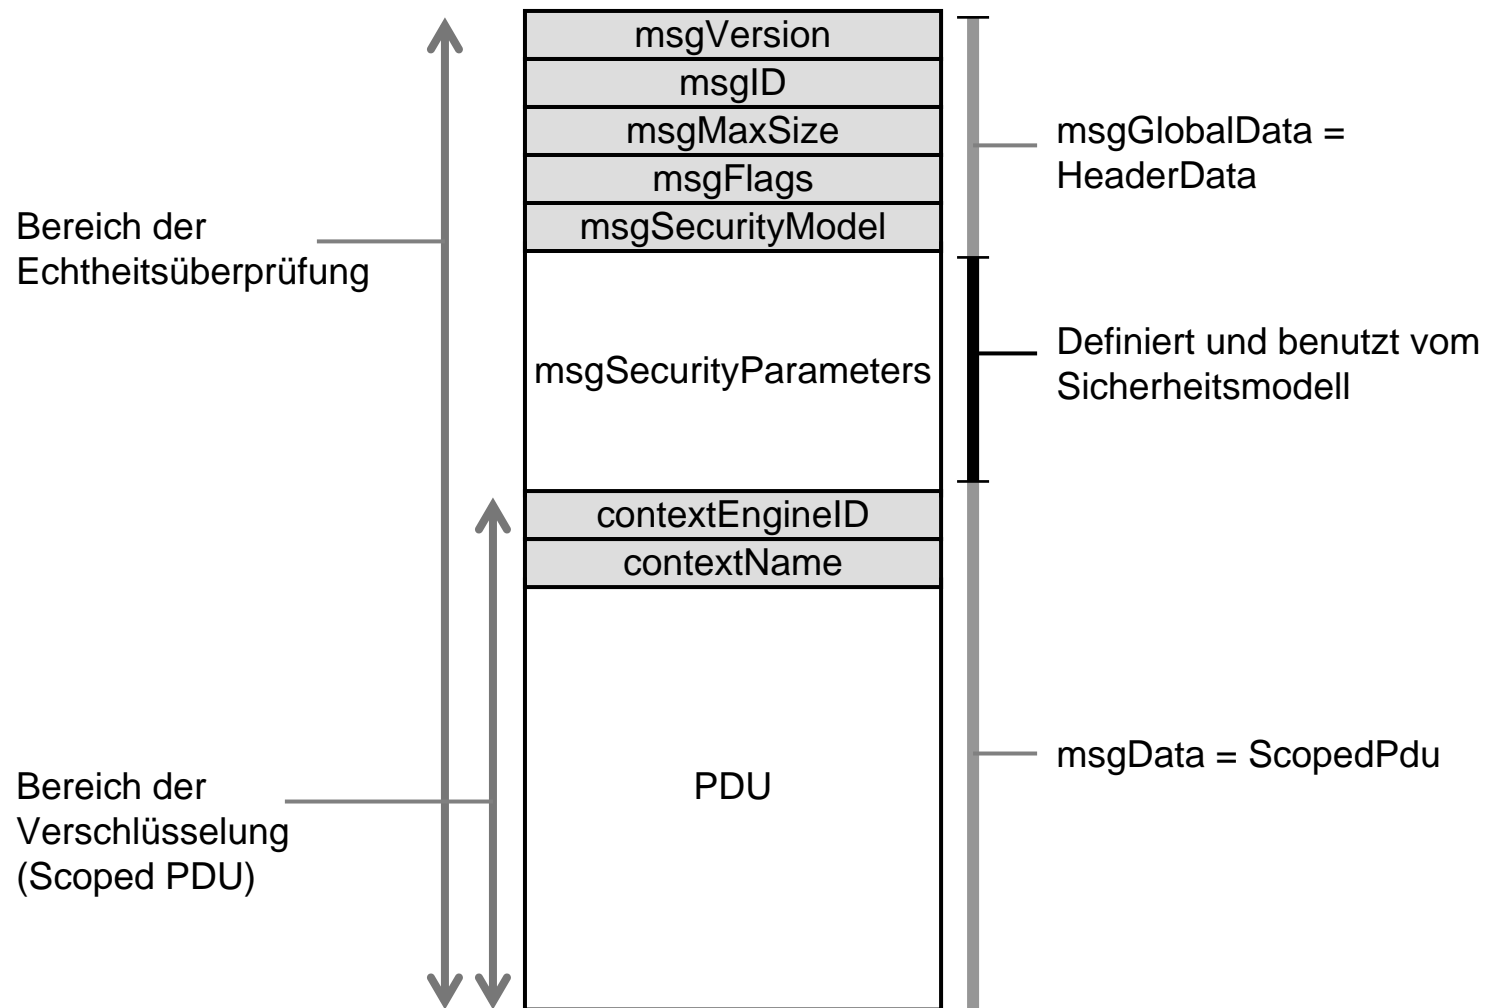 msgVersion
msgID
msgMaxSize
msgFlags
msgSecurityModel
msgSecurityParameters
contextEngineID
contextName
PDU
Bereich der
Echtheitsüberprüfung
Bereich der
Verschlüsselung
(Scoped PDU)
msgGlobalData =
HeaderData
Definiert und benutzt vom
Sicherheitsmodell
msgData = ScopedPdu